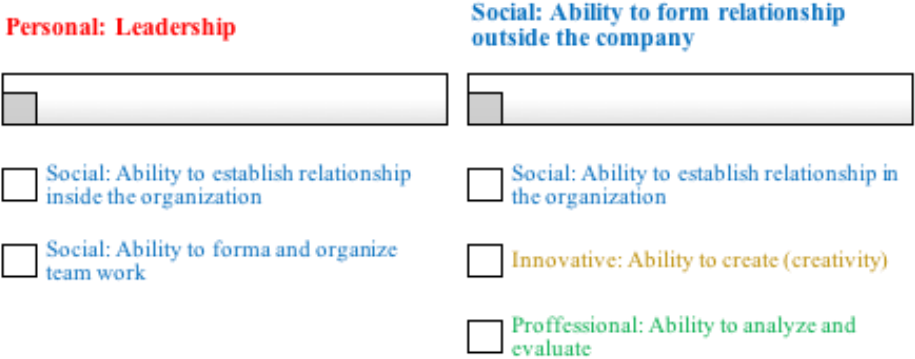 Personal: Leadership
Social: Ability to establish relationship
inside the organization
Social: Ability to forma and organize
team work
Social: Ability to form relationship
outside the company
Social: Ability to establish relationship in
the organization
Innovative: Ability to create (creativity)
Proffessional: Ability to analyze and
evaluate